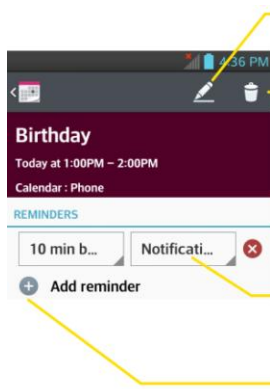 4:36 PM
Birthday
Today at 1:00PM – 2:00PM
Calendar : Phone
REMINDERS
10 min b... Notificati...
Add reminder